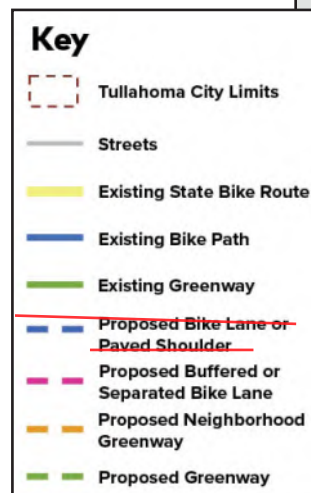 Key
Tullahoma City Limits
Streets
Existing State Bike Route
Existing Bike Path
Existing Greenway
Proposed Bike Lane or
Paved Shoulder
Proposed Buffered or
Separated Bike Lane
Proposed Neighborhood
Greenway
Proposed Greenway